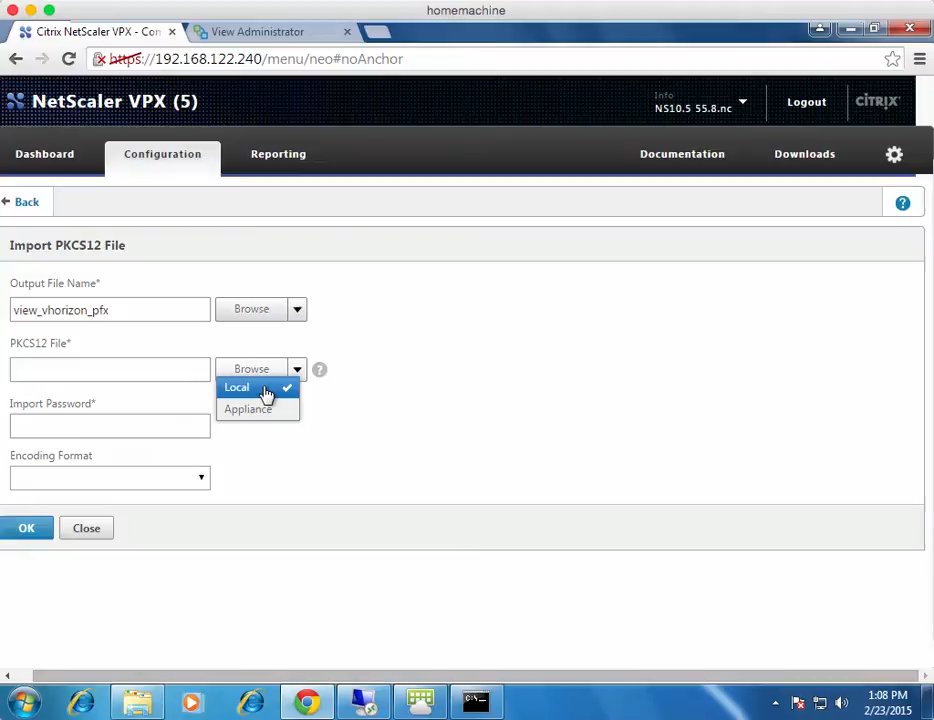 homemachine
Citrix NetScaler VPX - Con
View Administrator
https://192.168.122.240/menu/neo#noAnchor
NetScaler VPX (5)
Info
NS10.5 55.8.nc
Logout
CİTRIX
Dashboard
Configuration
Reporting
Documentation
Downloads
Back
?
Import PKCS12 File
Output File Name*
view_vhorizon_pfx
Browse
PKCS12 File*
Browse
?
Local
Appliance
Import Password*
Encoding Format
OK
Close
C:\.
1:08 PM
2/23/2015